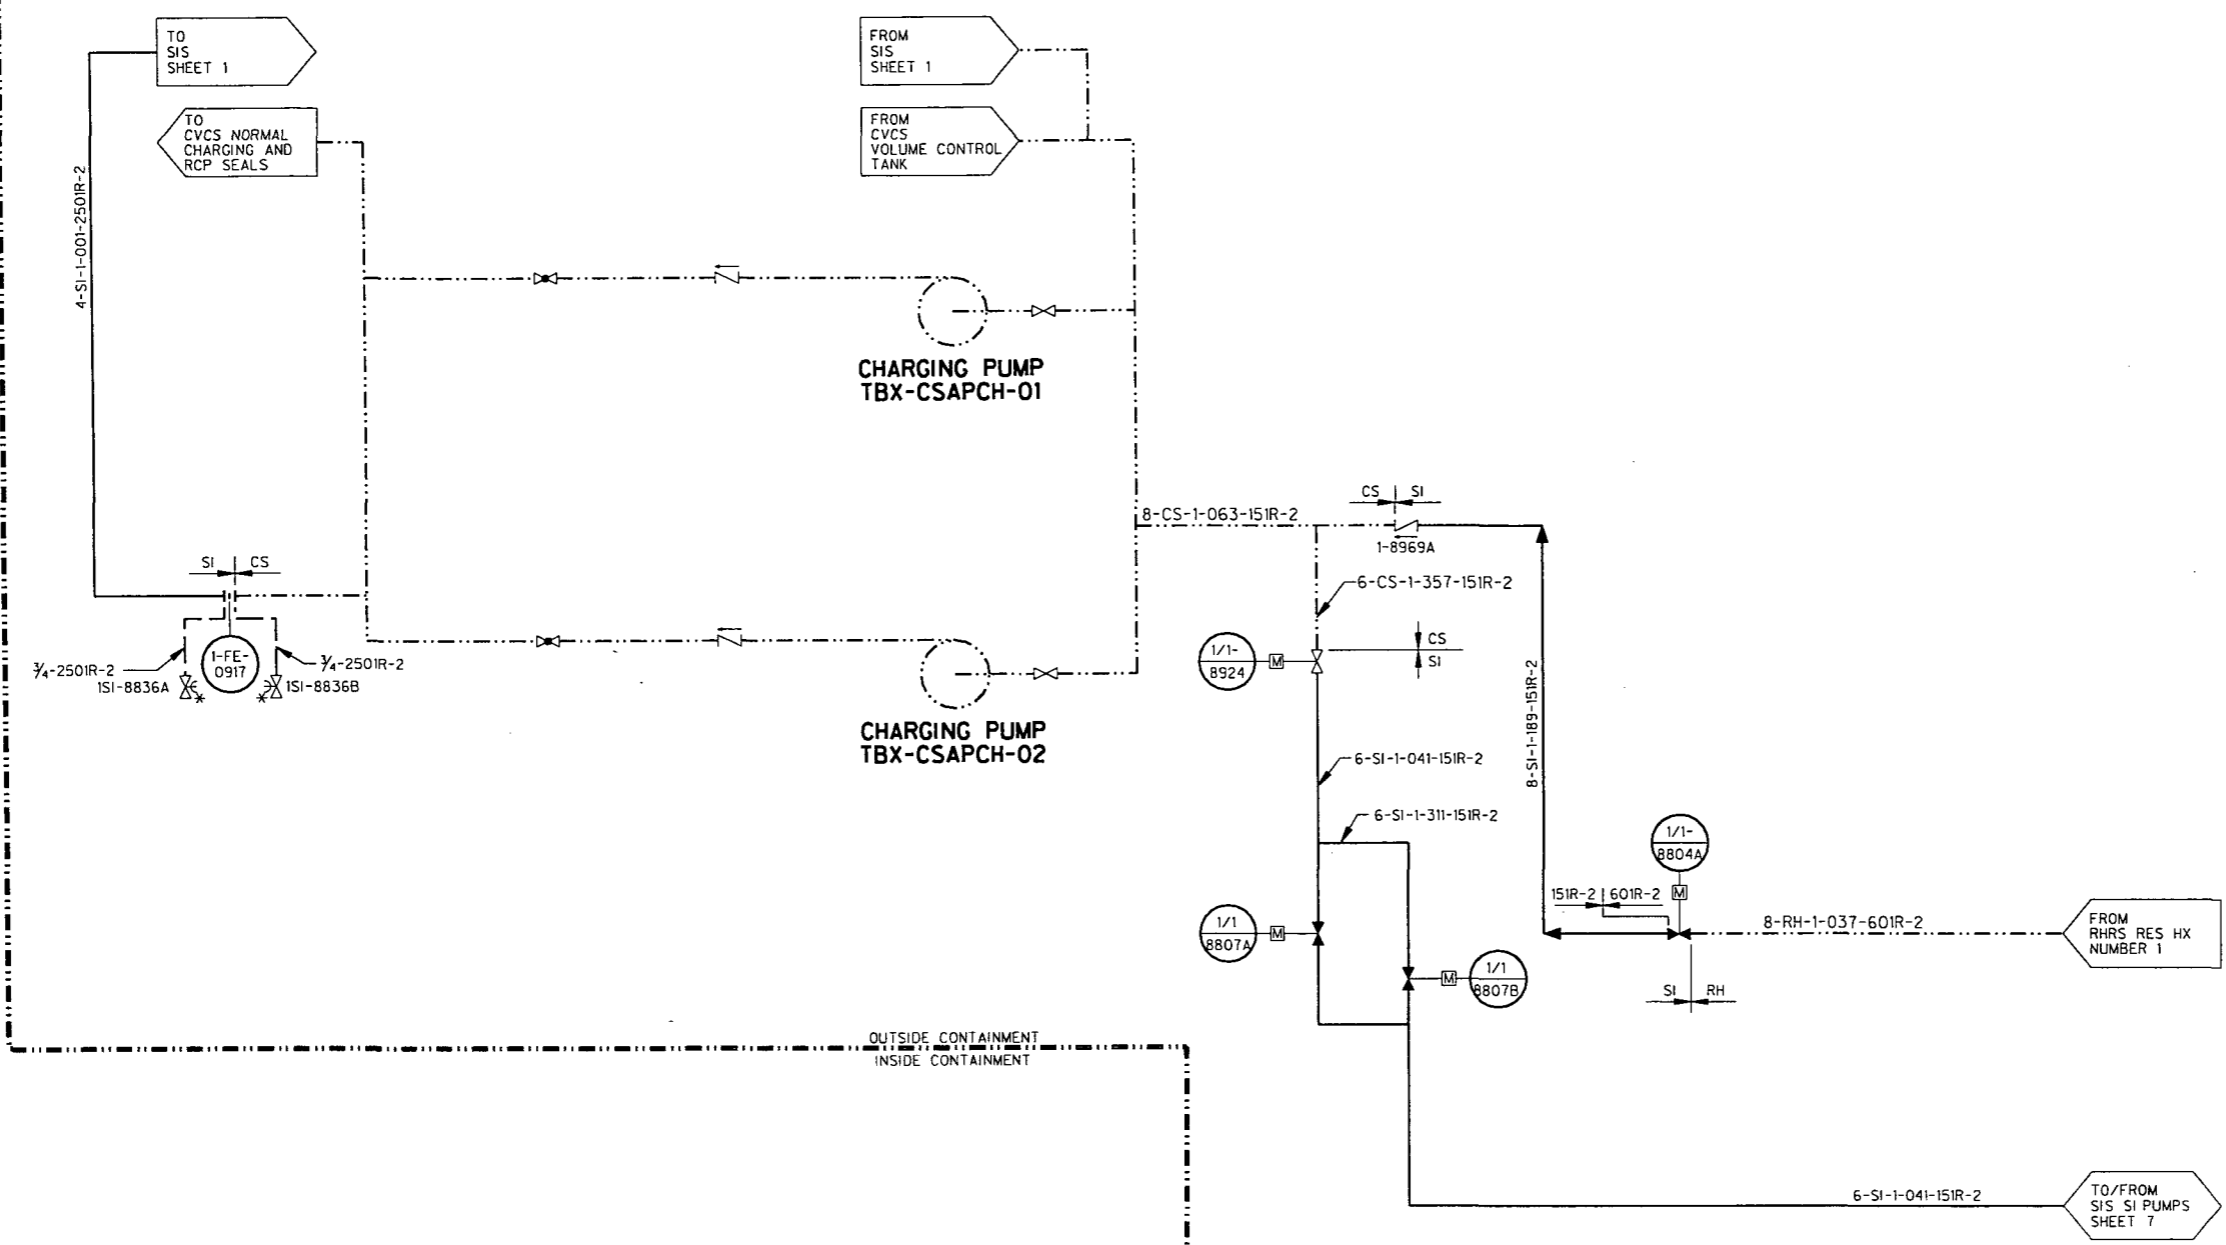 TO
SIS
SHEET 1
FROM
SIS
SHEET 1
TO
CVCS NORMAL
CHARGING AND
RCP SEALS
FROM
CVCS
VOLUME CONTROL
TANK
4-SI-1-001-2501R-2
CHARGING PUMP
TBX-CSAPCH-01
8-CS-1-063-151R-2
CS SI
1-8969A
SI CS
6-CS-1-357-151R-2
1/1-
8924
CS
SI
1-FE-
0917
3/4-2501R-2
3/4-2501R-2
1SI-8836A
1SI-8836B
CHARGING PUMP
TBX-CSAPCH-02
8-SI-1-189-151R-2
6-SI-1-041-151R-2
6-SI-1-311-151R-2
1/1-
8804A
M
M
151R-2 601R-2
1/1
8807A
M
8-RH-1-037-601R-2
FROM
RHRS RES HX
NUMBER 1
M
1/1
8807B
SI RH
OUTSIDE CONTAINMENT
INSIDE CONTAINMENT
6-SI-1-041-151R-2
TO/FROM
SIS SI PUMPS
SHEET 7